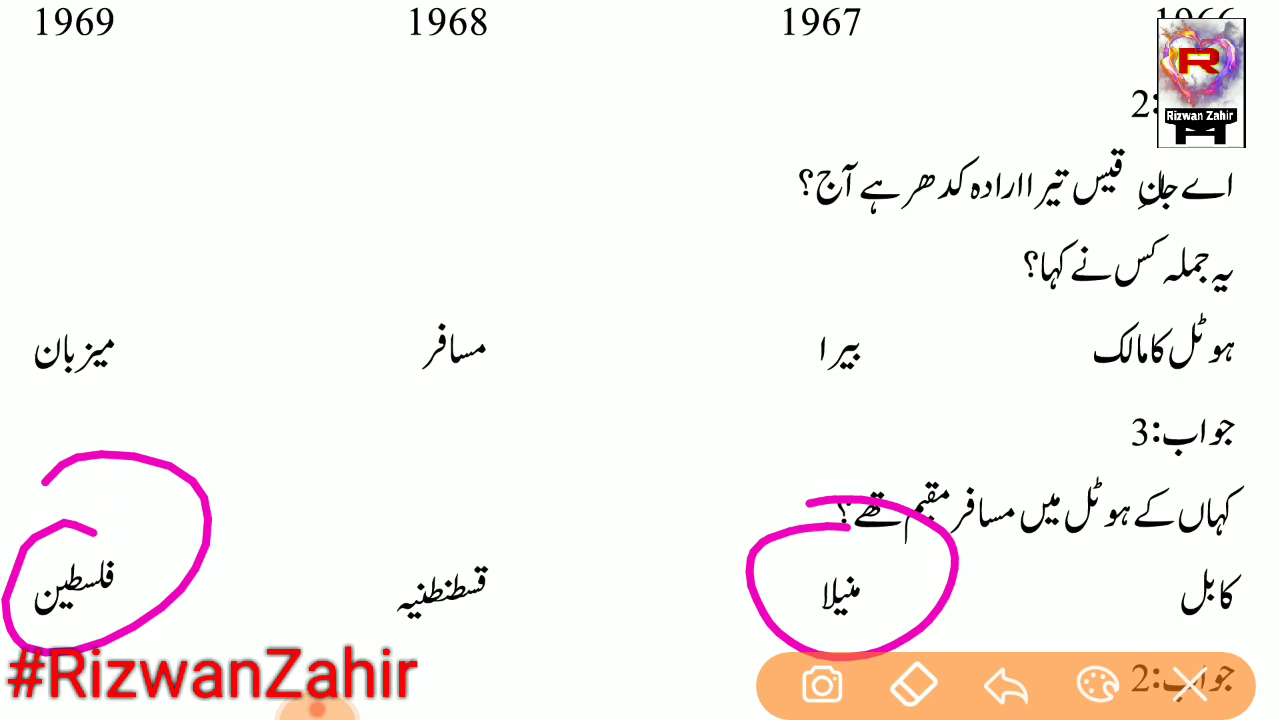 1966 1967 1968 1969
:2
R
Rizwan Zahir
اے جانِ قیس تیرا ارادہ کدھر ہے آج؟
یہ جملہ کس نے کہا؟
ہوٹل کا مالک بیرا مسافر میزبان
جواب:3
کہاں کے ہوٹل میں مسافر مقیم تھے؟
کابل منیلا قسطنطنیہ فلسطین
جواب:2
#RizwanZahir